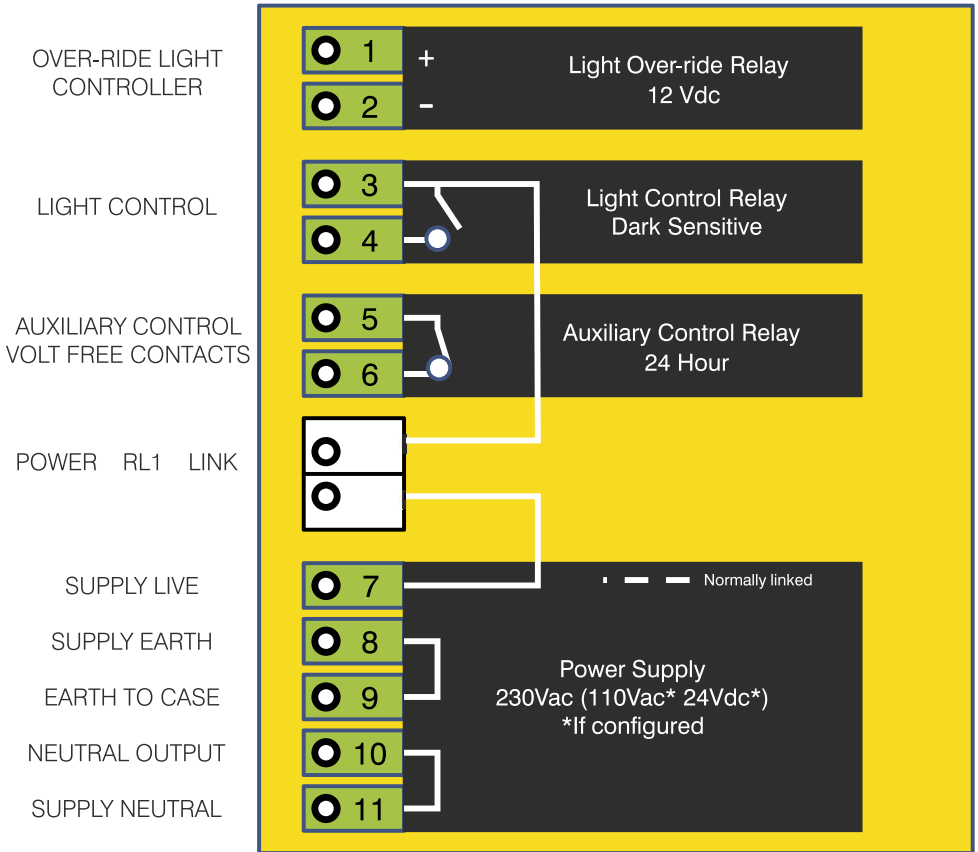 OVER-RIDE LIGHT
CONTROLLER
1 +
2 −
Light Over-ride Relay
12 Vdc
LIGHT CONTROL
3
4
Light Control Relay
Dark Sensitive
AUXILIARY CONTROL
VOLT FREE CONTACTS
5
6
Auxiliary Control Relay
24 Hour
POWER RL1 LINK
SUPPLY LIVE
7
Normally linked
SUPPLY EARTH
8
EARTH TO CASE
9
NEUTRAL OUTPUT
10
SUPPLY NEUTRAL
11
Power Supply
230Vac (110Vac* 24Vdc*)
*If configured